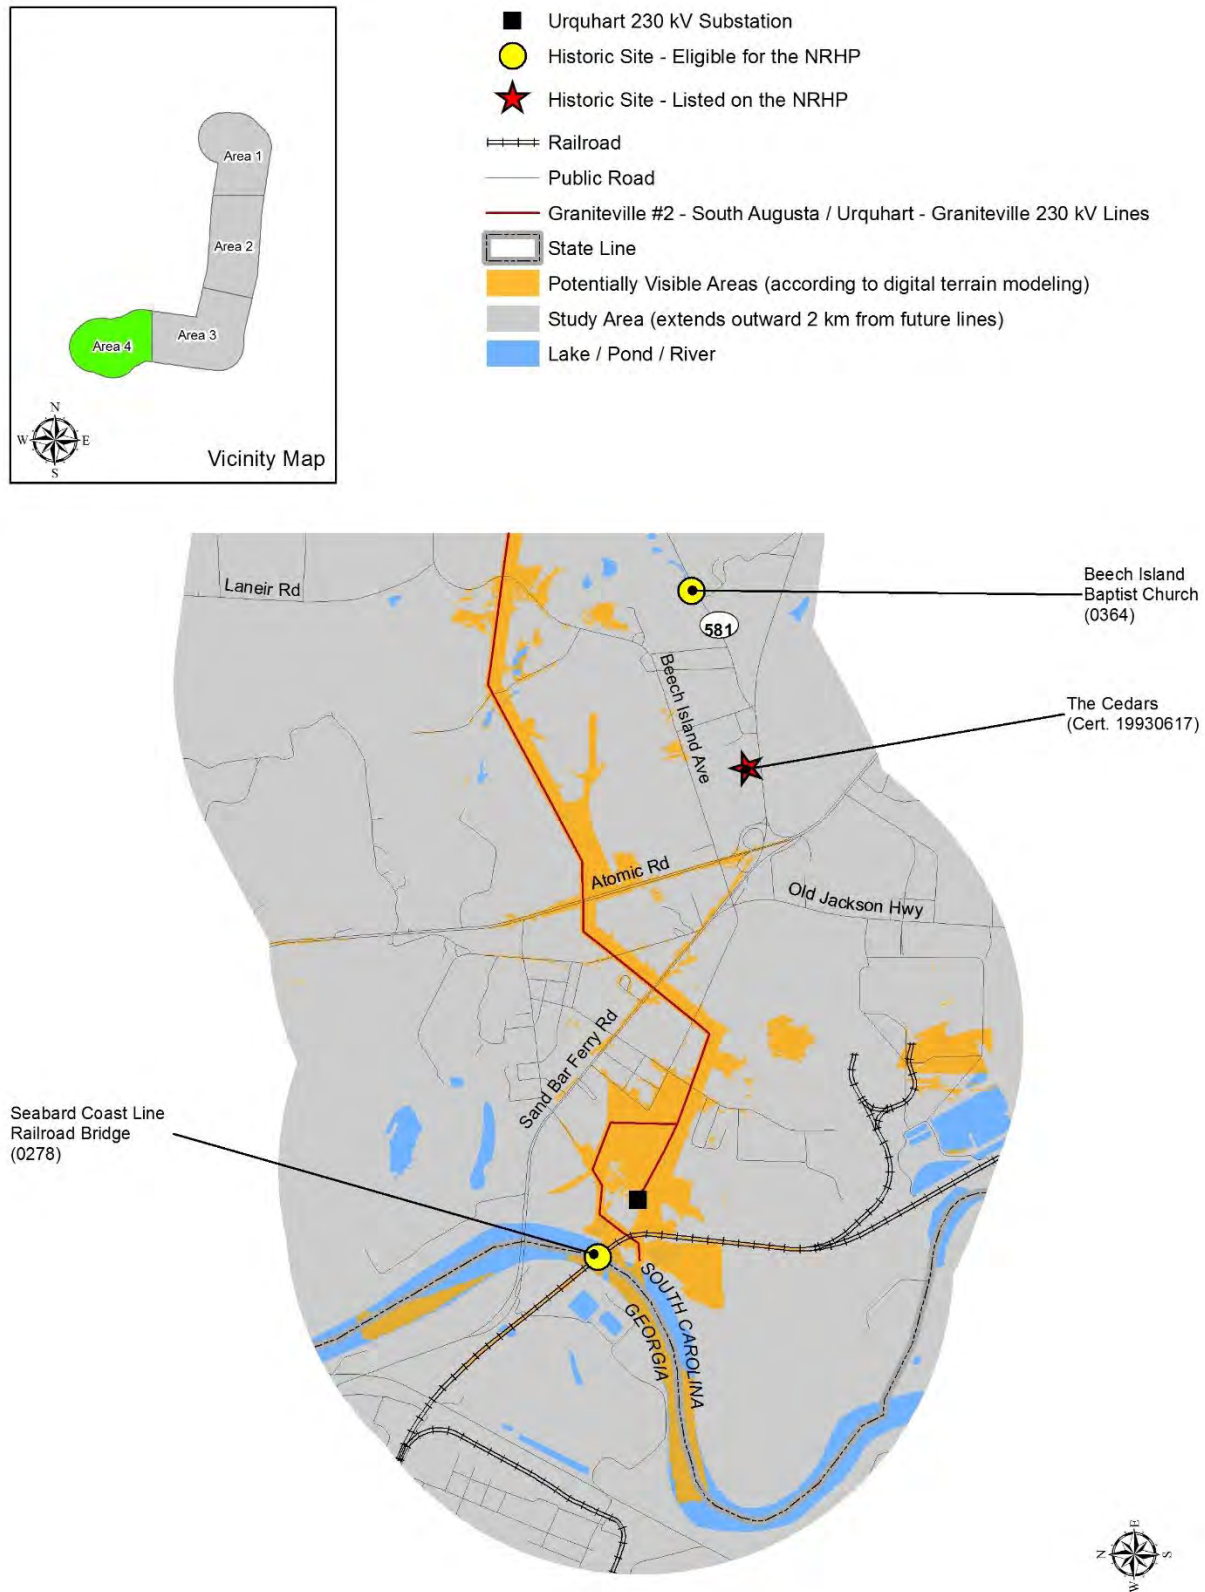 Urquhart 230 kV Substation
Historic Site - Eligible for the NRHP
Historic Site - Listed on the NRHP
Railroad
Public Road
Graniteville #2 - South Augusta / Urquhart - Graniteville 230 kV Lines
State Line
Potentially Visible Areas (according to digital terrain modeling)
Study Area (extends outward 2 km from future lines)
Lake / Pond / River
Area 1
Area 2
Area 3
Area 4
N
W E
S
Vicinity Map
Laneir Rd
581
Beech Island
Baptist Church
(0364)
Beech Island Ave
The Cedars
(Cert. 19930617)
Atomic Rd
Old Jackson Hwy
Sand Bar Ferry Rd
Seabard Coast Line
Railroad Bridge
(0278)
SOUTH CAROLINA
GEORGIA
E
N S
W